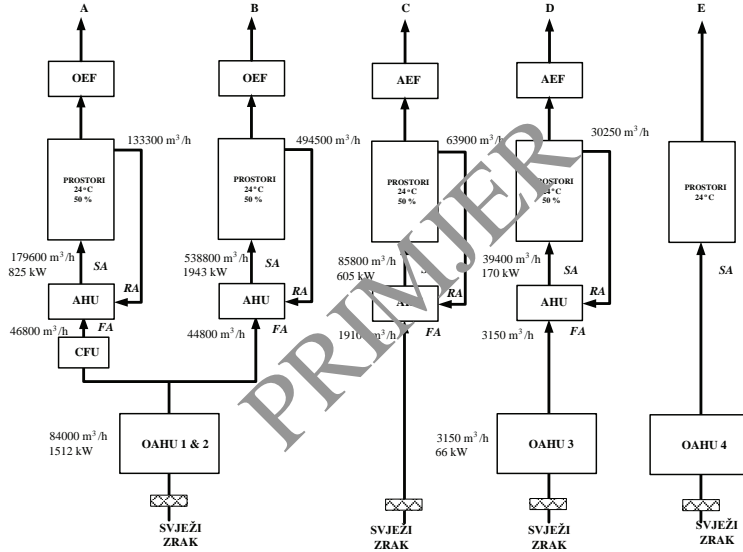 A
B
C
D
E
OEF
OEF
AEF
AEF
133300 m³/h
494500 m³/h
63900 m³/h
30250 m³/h
PROSTORI
24°C
50 %
PROSTORI
24°C
50 %
PROSTORI
24°C
50 %
PROSTORI
24°C
50 %
PROSTORI
24°C
179600 m³/h
825 kW
SA
538800 m³/h
1943 kW
SA
85800 m³/h
605 kW
39400 m³/h
170 kW
SA
SA
AHU
RA
AHU
RA
RA
AHU
RA
46800 m³/h
FA
44800 m³/h
FA
m³/h
FA
3150 m³/h
FA
CFU
84000 m³/h
1512 kW
OAHU 1 & 2
3150 m³/h
66 kW
OAHU 3
OAHU 4
SVJEŽI
ZRAK
SVJEŽI
ZRAK
SVJEŽI
ZRAK
SVJEŽI
ZRAK
PRIMJER